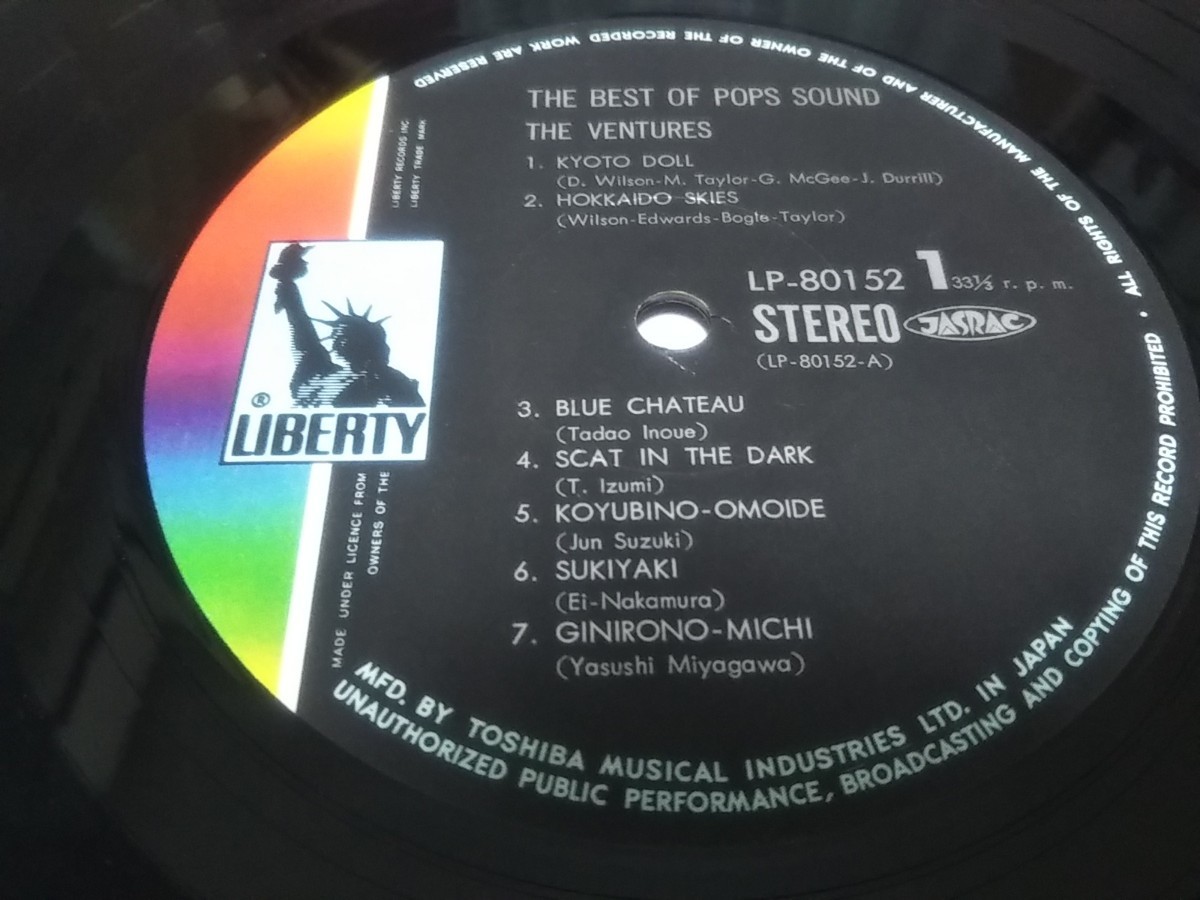 THE BEST OF POPS SOUND
THE VENTURES
1. KYOTO DOLL
(D. Wilson-M. Taylor-G. McGee-J. Durrill)
2. HOKKAIDO SKIES
(Wilson-Edwards-Bogle-Taylor)
LP-80152 1 33⅓ r. p. m.
STEREO JASRAC
(LP-80152-A)
3. BLUE CHATEAU
(Tadao Inoue)
4. SCAT IN THE DARK
(T. Izumi)
5. KOYUBINO-OMOIDE
(Jun Suzuki)
6. SUKIYAKI
(Ei-Nakamura)
7. GINIRONO-MICHI
(Yasushi Miyagawa)
® LIBERTY
LIBERTY RECORDS INC.
LIBERTY TRADE MARK
MADE UNDER LICENCE FROM
OWNERS OF THE
MFD. BY TOSHIBA MUSICAL INDUSTRIES LTD. IN JAPAN
UNAUTHORIZED PUBLIC PERFORMANCE, BROADCASTING AND COPYING OF THIS RECORD PROHIBITED •
ALL RIGHTS OF THE MANUFACTURER AND OF THE OWNER OF THE RECORDED WORK ARE RESERVED